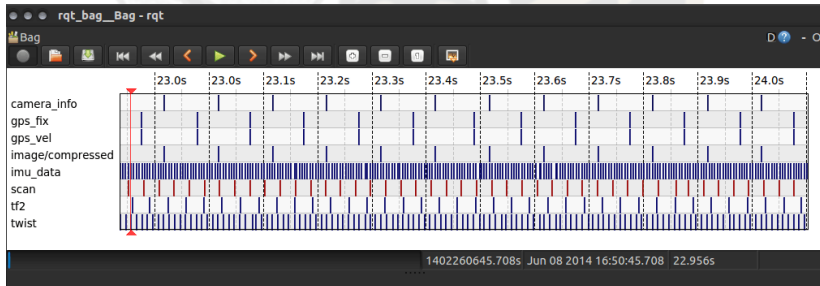 rqt_bag__Bag - rqt
Bag D ? - O
23.0s 23.0s 23.1s 23.2s 23.3s 23.4s 23.5s 23.6s 23.7s 23.8s 23.9s 24.0s
camera_info
gps_fix
gps_vel
image/compressed
imu_data
scan
tf2
twist
1402260645.708s Jun 08 2014 16:50:45.708 22.956s